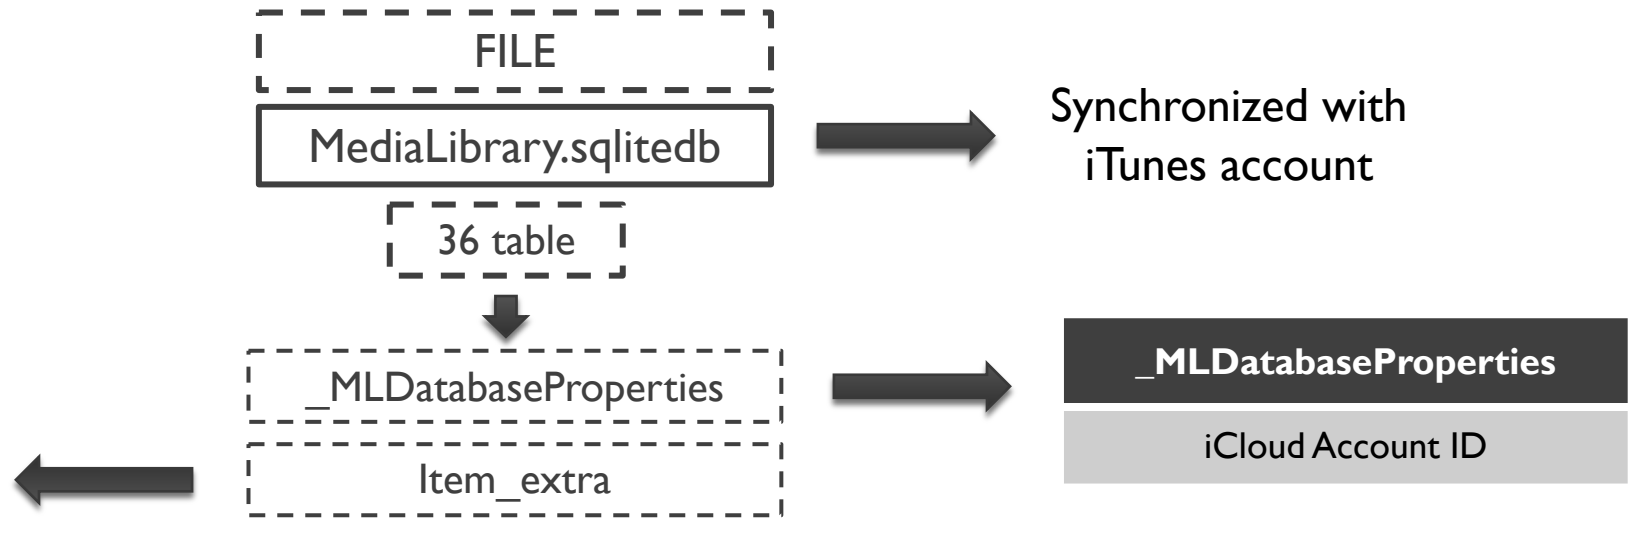 FILE
MediaLibrary.sqlitedb
Synchronized with
iTunes account
36 table
_MLDatabaseProperties
Item_extra
_MLDatabaseProperties
iCloud Account ID